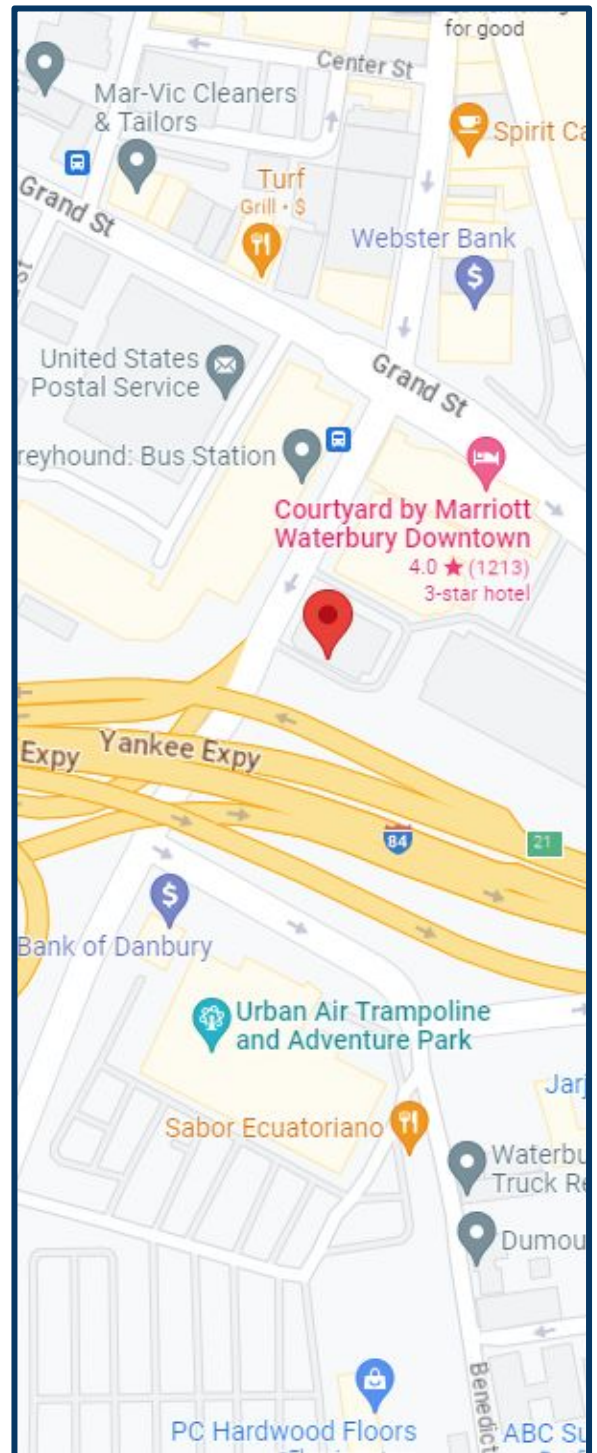 for good
Center St
Mar-Vic Cleaners
& Tailors
Spirit Ca
Turf
Grill • $
Grand St
Webster Bank
St
United States
Postal Service
Grand St
reyhound: Bus Station
Courtyard by Marriott
Waterbury Downtown
4.0 ★ (1213)
3-star hotel
Expy
Yankee Expy
84
21
Bank of Danbury
Urban Air Trampoline
and Adventure Park
Jarj
Sabor Ecuatoriano
Waterbu
Truck Re
Dumou
Benedic
PC Hardwood Floors
ABC Su